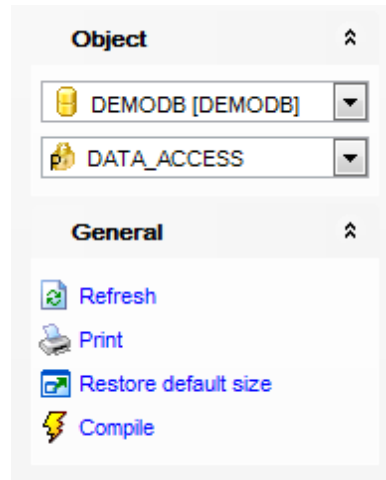 Object
DEMODB [DEMODB]
DATA_ACCESS
General
Refresh
Print
Restore default size
Compile